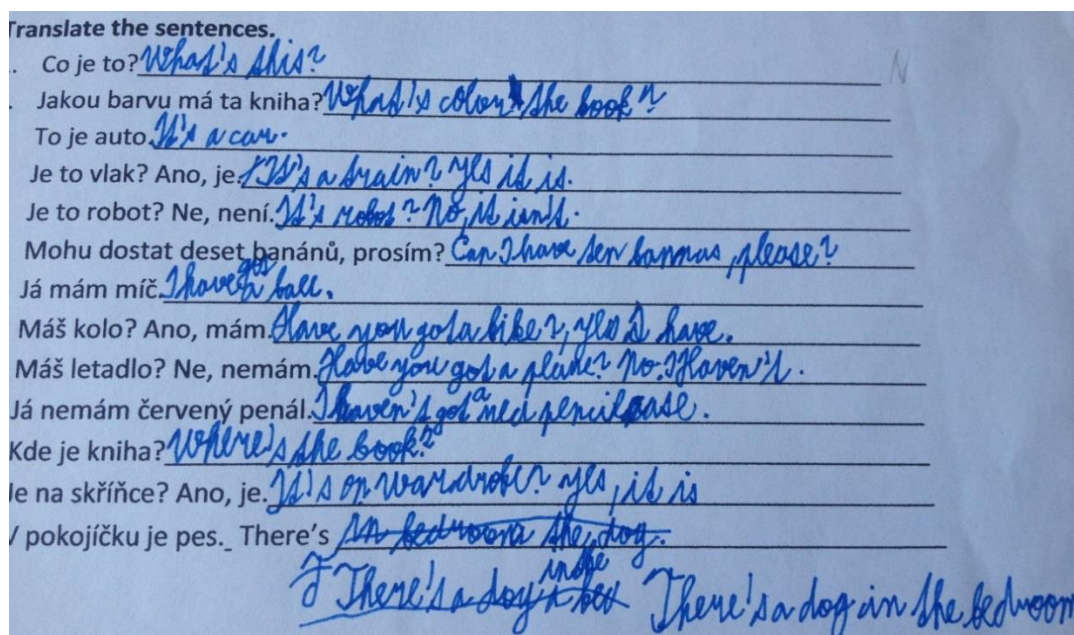 Translate the sentences.
Co je to? What's this?
N
Jakou barvu má ta kniha? What's colour the book?
To je auto. It's a car.
Je to vlak? Ano, je. It's a train? Yes it is.
Je to robot? Ne, není. It's robot? No, it isn't.
Mohu dostat deset banánů, prosím? Can I have ten bannas, please?
Já mám míč. I have got a ball.
Máš kolo? Ano, mám. Have you got a bike?, yes I have.
Máš letadlo? Ne, nemám. Have you got a plane? No. I Haven't.
Já nemám červený penál. I haven't got a red pencilcase.
Kde je kniha? Where's the book?
Je na skříňce? Ano, je. It's on wardrobe? yes, it is
V pokojíčku je pes. There's in bedroom the dog.
There's a dog in the bed There's a dog in the bedroom